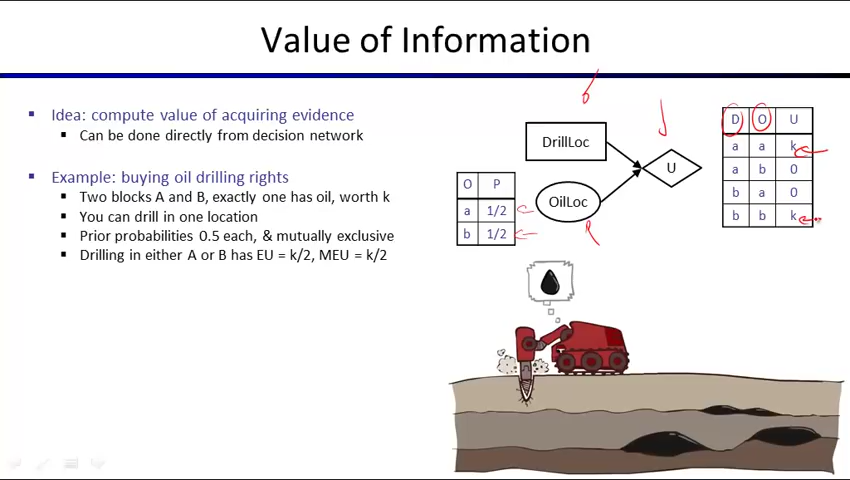 Value of Information
Idea: compute value of acquiring evidence
Can be done directly from decision network
Example: buying oil drilling rights
Two blocks A and B, exactly one has oil, worth k
You can drill in one location
Prior probabilities 0.5 each, & mutually exclusive
Drilling in either A or B has EU = k/2, MEU = k/2
DrillLoc
U
OilLoc
O P
a 1/2
b 1/2
D O U
a a k
a b 0
b a 0
b b k